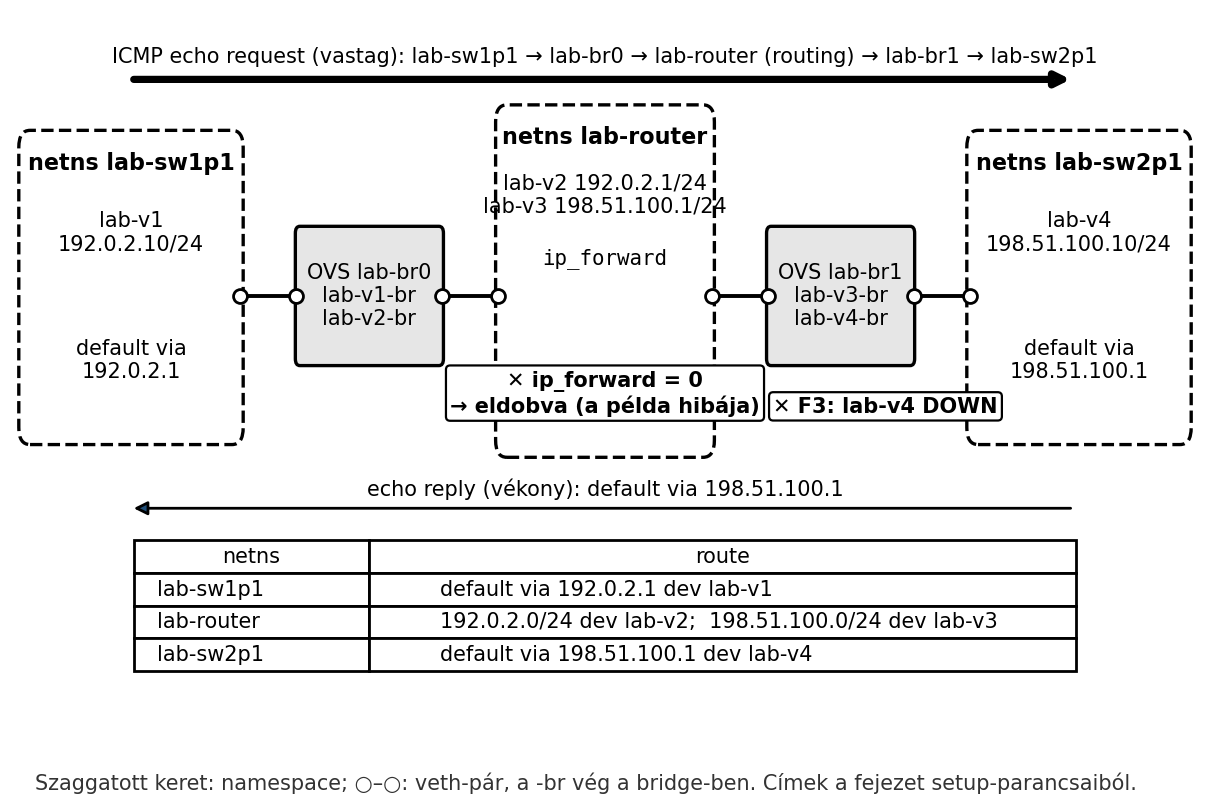 ICMP echo request (vastag): lab-sw1p1 → lab-br0 → lab-router (routing) → lab-br1 → lab-sw2p1
netns lab-sw1p1
lab-v1
192.0.2.10/24
default via
192.0.2.1
OVS lab-br0
lab-v1-br
lab-v2-br
netns lab-router
lab-v2 192.0.2.1/24
lab-v3 198.51.100.1/24
ip_forward
× ip_forward = 0
→ eldobva (a példa hibája)
OVS lab-br1
lab-v3-br
lab-v4-br
× F3: lab-v4 DOWN
netns lab-sw2p1
lab-v4
198.51.100.10/24
default via
198.51.100.1
echo reply (vékony): default via 198.51.100.1
netns route
lab-sw1p1 default via 192.0.2.1 dev lab-v1
lab-router 192.0.2.0/24 dev lab-v2; 198.51.100.0/24 dev lab-v3
lab-sw2p1 default via 198.51.100.1 dev lab-v4
Szaggatott keret: namespace; ○–○: veth-pár, a -br vég a bridge-ben. Címek a fejezet setup-parancsaiból.